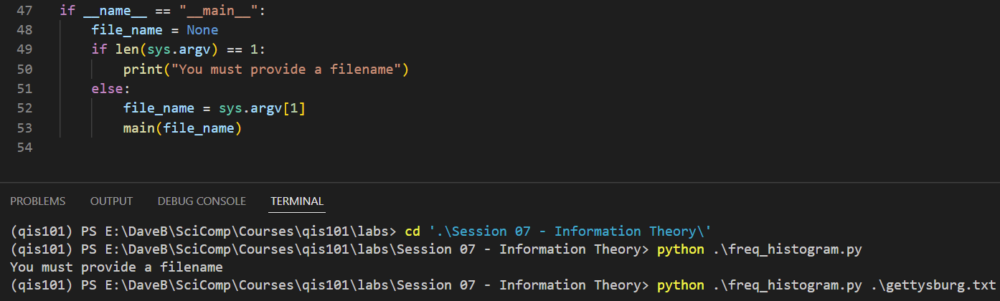 47 if __name__ == "__main__":
48     file_name = None
49     if len(sys.argv) == 1:
50         print("You must provide a filename")
51     else:
52         file_name = sys.argv[1]
53         main(file_name)
54
PROBLEMS OUTPUT DEBUG CONSOLE TERMINAL
(qis101) PS E:\DaveB\SciComp\Courses\qis101\labs> cd '.\Session 07 - Information Theory\'
(qis101) PS E:\DaveB\SciComp\Courses\qis101\labs\Session 07 - Information Theory> python .\freq_histogram.py
You must provide a filename
(qis101) PS E:\DaveB\SciComp\Courses\qis101\labs\Session 07 - Information Theory> python .\freq_histogram.py .\gettysburg.txt